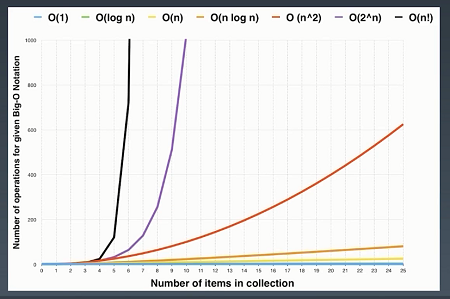 O(1) O(log n) O(n) O(n log n) O (n^2) O(2^n) O(n!)
Number of operations for given Big-O Notation
1000
800
600
400
200
0
0 1 2 3 4 5 6 7 8 9 10 11 12 13 14 15 16 17 18 19 20 21 22 23 24 25
Number of items in collection